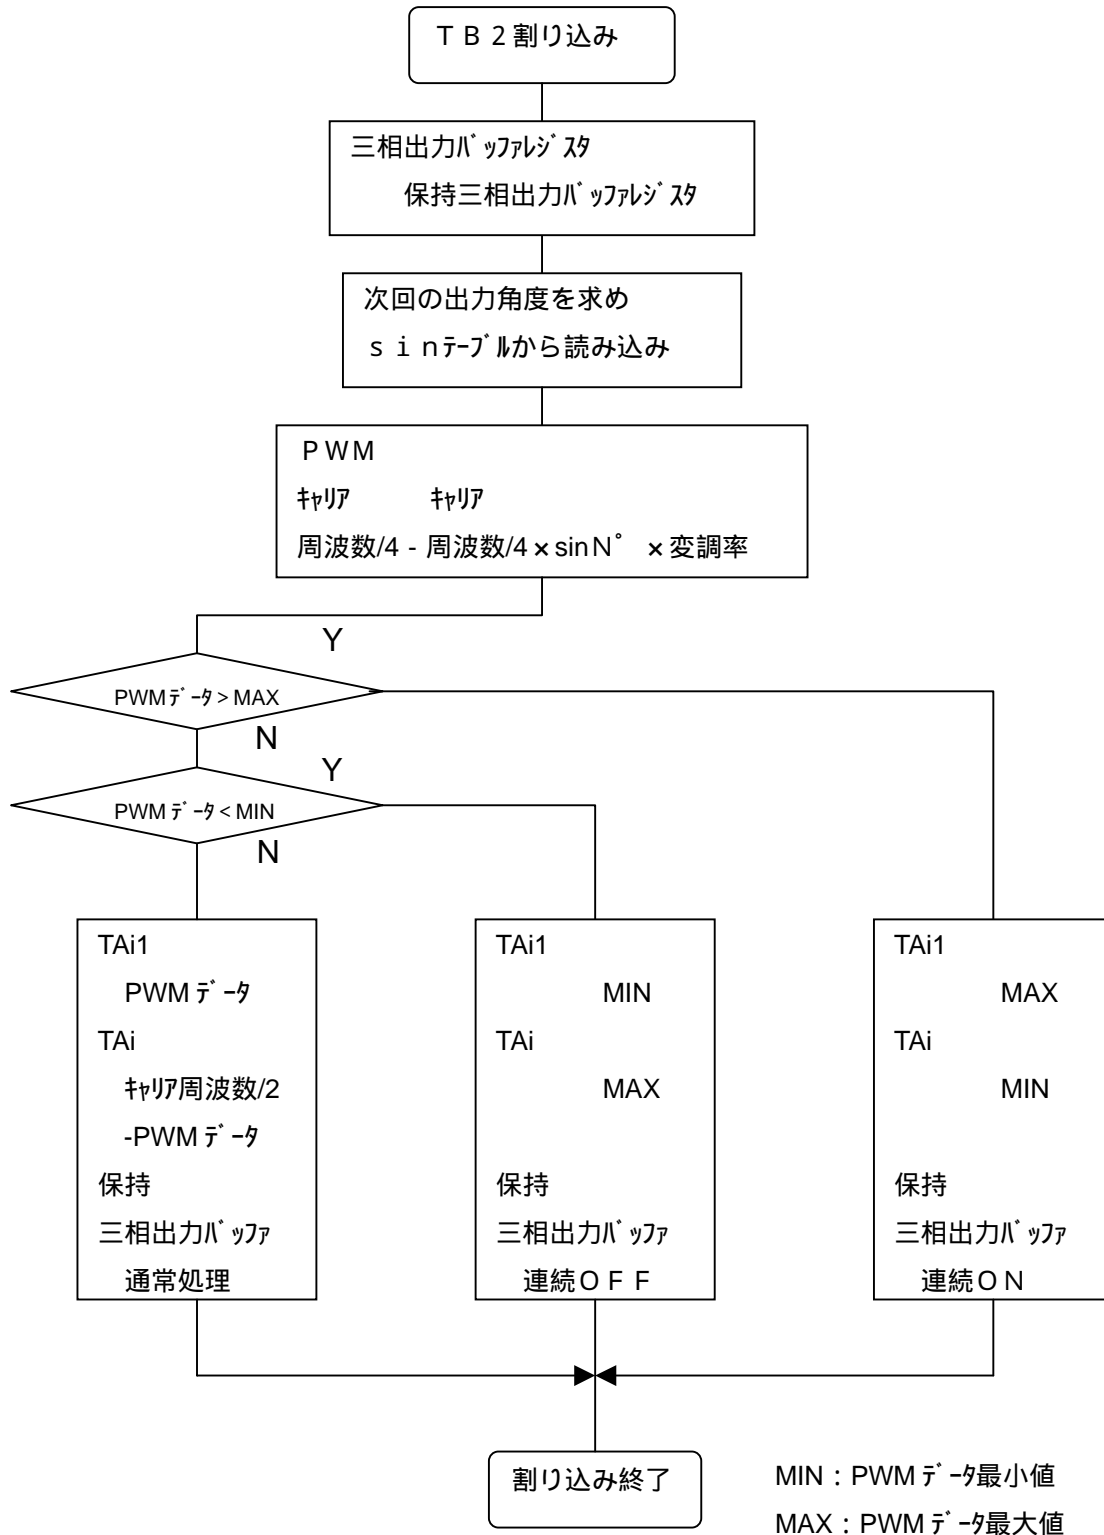 ＴＢ２割り込み
三相出力ﾊﾞｯﾌｧﾚｼﾞｽﾀ
保持三相出力ﾊﾞｯﾌｧﾚｼﾞｽﾀ
次回の出力角度を求め
ｓｉｎﾃｰﾌﾞﾙから読み込み
ＰＷＭ
ｷｬﾘｱ ｷｬﾘｱ
周波数/4 - 周波数/4×sinN° ×変調率
Y
PWMﾃﾞｰﾀ > MAX
N
Y
PWMﾃﾞｰﾀ < MIN
N
TAi1
PWMﾃﾞｰﾀ
TAi
ｷｬﾘｱ周波数/2
-PWMﾃﾞｰﾀ
保持
三相出力ﾊﾞｯﾌｧ
通常処理
TAi1
MIN
TAi
MAX
保持
三相出力ﾊﾞｯﾌｧ
連続ＯＦＦ
TAi1
MAX
TAi
MIN
保持
三相出力ﾊﾞｯﾌｧ
連続ＯＮ
割り込み終了
MIN：PWMﾃﾞｰﾀ最小値
MAX：PWMﾃﾞｰﾀ最大値